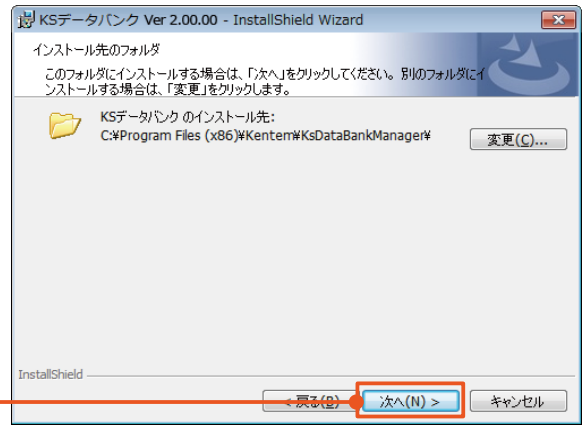 KSデータバンク Ver 2.00.00 - InstallShield Wizard
インストール先のフォルダ
このフォルダにインストールする場合は、「次へ」をクリックしてください。別のフォルダにイ
ンストールする場合は、「変更」をクリックします。
KSデータバンク のインストール先:
C:¥Program Files (x86)¥Kentem¥KsDataBankManager¥
変更(C)...
InstallShield
< 戻る(B)
次へ(N) >
キャンセル